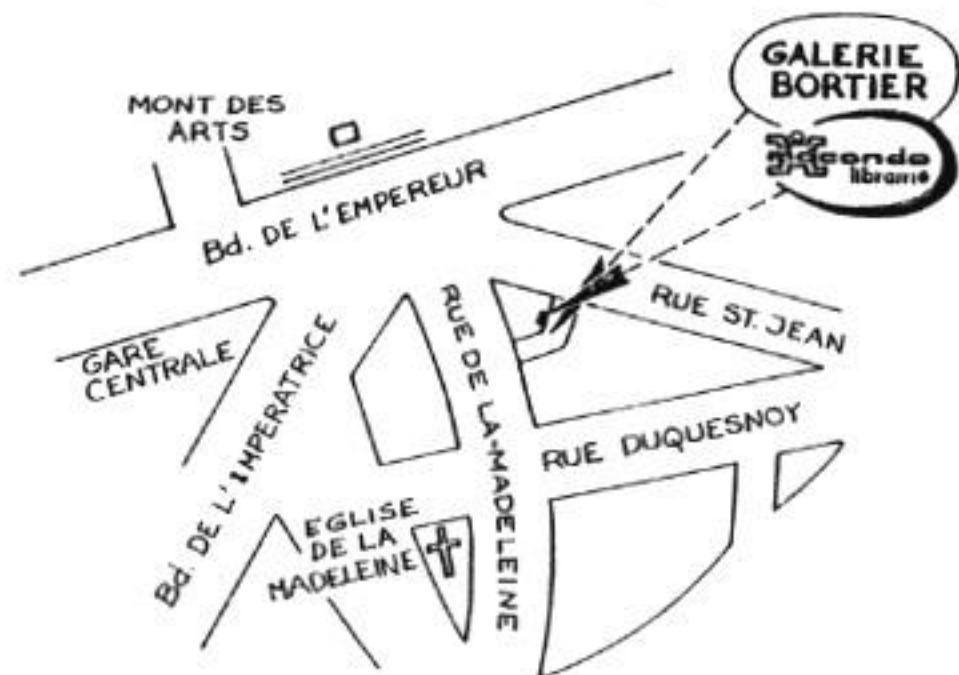 GALERIE
BORTIER
macondo
librairie
MONT DES
ARTS
Bd. DE L'EMPEREUR
RUE ST. JEAN
GARE
CENTRALE
Bd. DE L'IMPERATRICE
RUE DE LA-MADELEINE
RUE DUQUESNOY
EGLISE
DE LA
MADELEINE